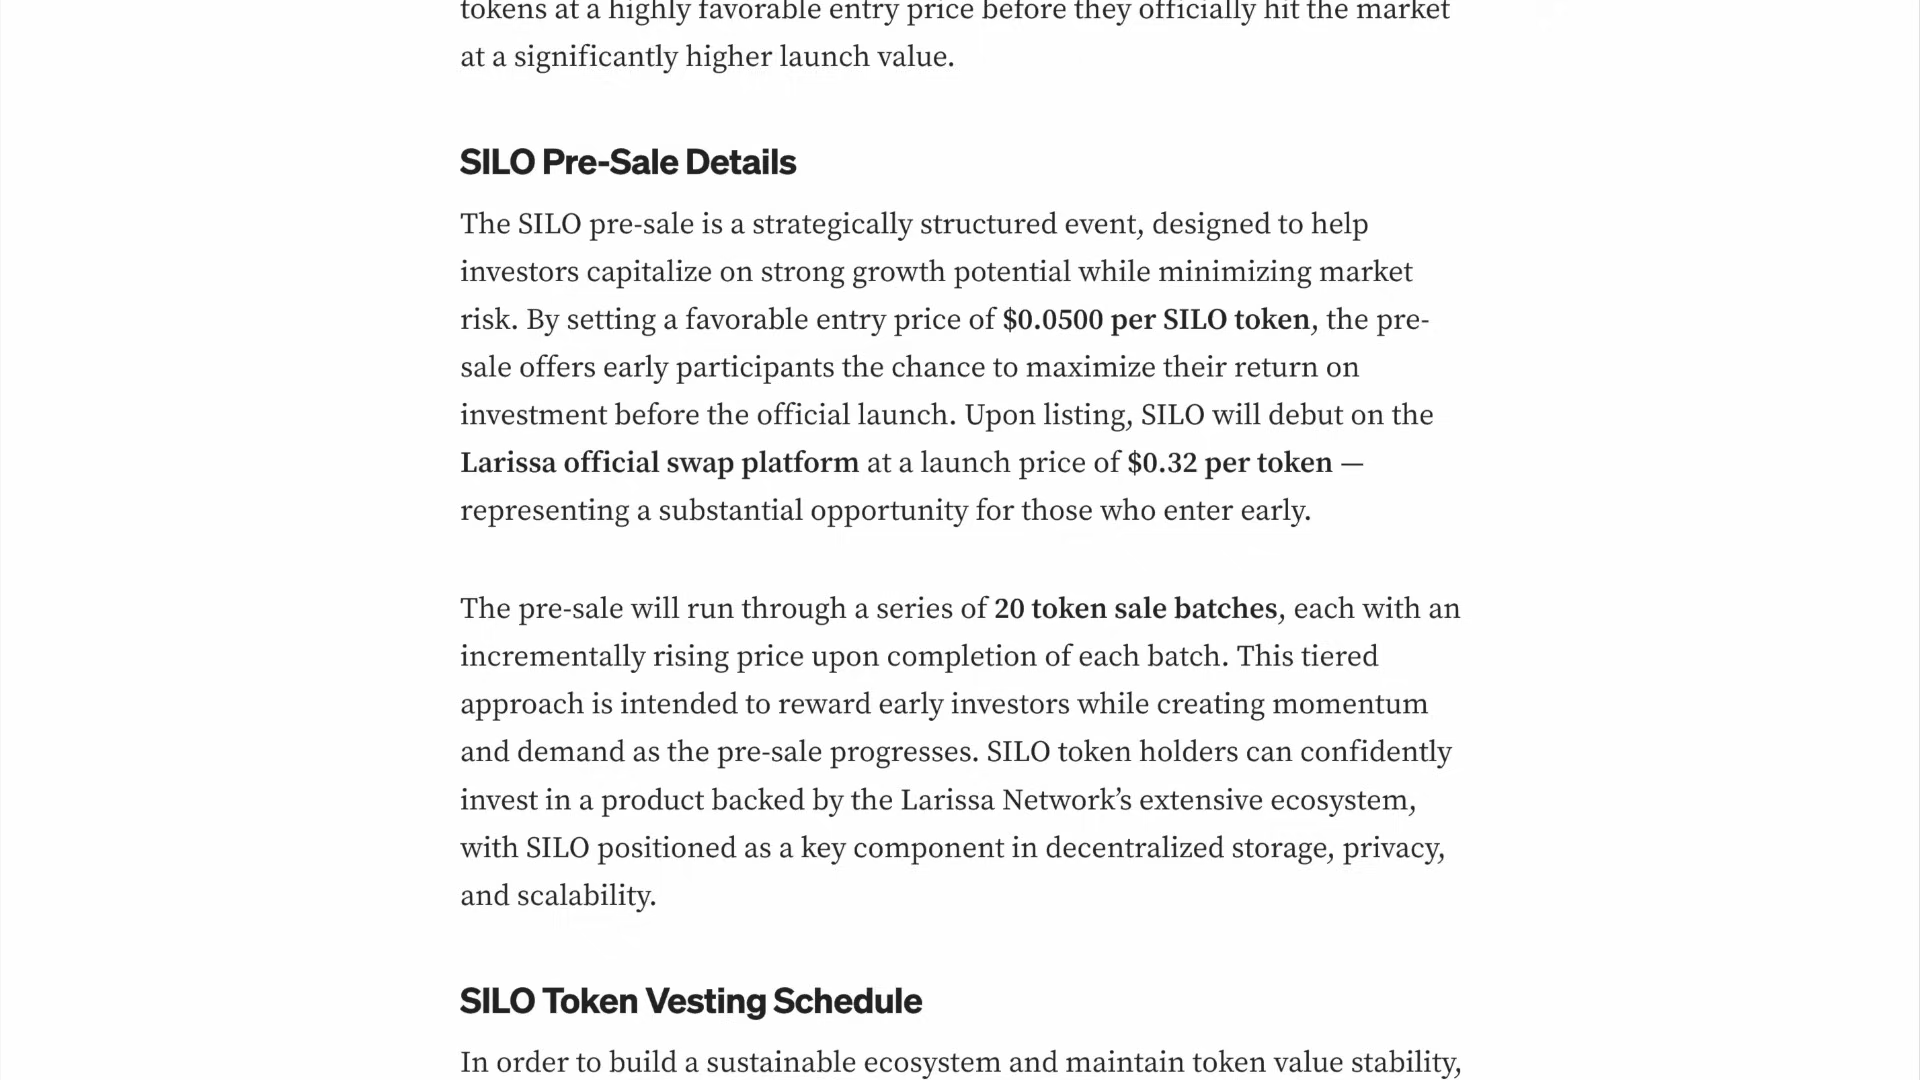 tokens at a highly favorable entry price before they officially hit the market
at a significantly higher launch value.
SILO Pre-Sale Details
The SILO pre-sale is a strategically structured event, designed to help
investors capitalize on strong growth potential while minimizing market
risk. By setting a favorable entry price of $0.0500 per SILO token, the pre-
sale offers early participants the chance to maximize their return on
investment before the official launch. Upon listing, SILO will debut on the
Larissa official swap platform at a launch price of $0.32 per token —
representing a substantial opportunity for those who enter early.
The pre-sale will run through a series of 20 token sale batches, each with an
incrementally rising price upon completion of each batch. This tiered
approach is intended to reward early investors while creating momentum
and demand as the pre-sale progresses. SILO token holders can confidently
invest in a product backed by the Larissa Network’s extensive ecosystem,
with SILO positioned as a key component in decentralized storage, privacy,
and scalability.
SILO Token Vesting Schedule
In order to build a sustainable ecosystem and maintain token value stability,